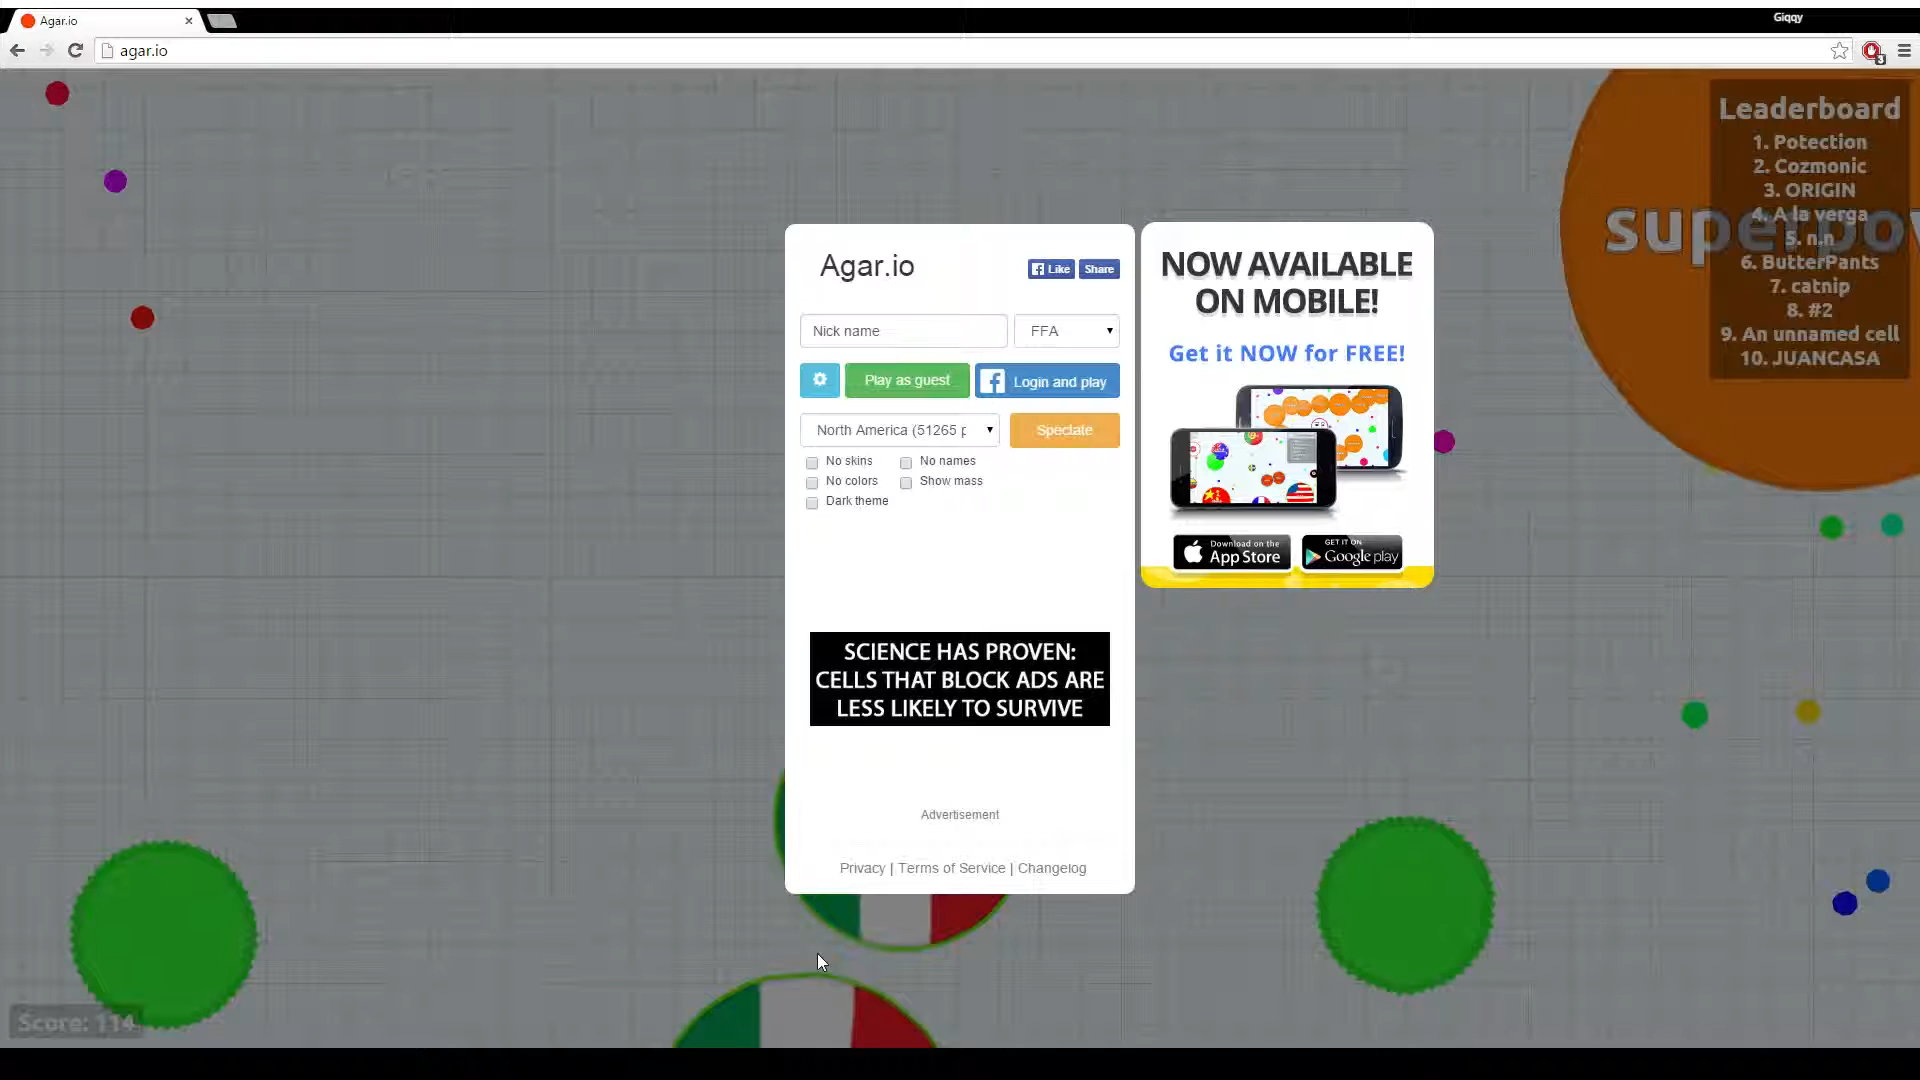 Agar.io
Giqqy
agar.io
3
Leaderboard
1. Potection
2. Cozmonic
3. ORIGIN
4. A la verga
5. n.n
6. ButterPants
7. catnip
8. #2
9. An unnamed cell
10. JUANCASA
Agar.io
Like
Share
Nick name
FFA
Play as guest
Login and play
North America (51265 p
Spectate
No skins
No names
No colors
Show mass
Dark theme
SCIENCE HAS PROVEN:
CELLS THAT BLOCK ADS ARE
LESS LIKELY TO SURVIVE
Advertisement
Privacy | Terms of Service | Changelog
NOW AVAILABLE
ON MOBILE!
Get it NOW for FREE!
Download on the
App Store
GET IT ON
Google play
superpow
Score: 114